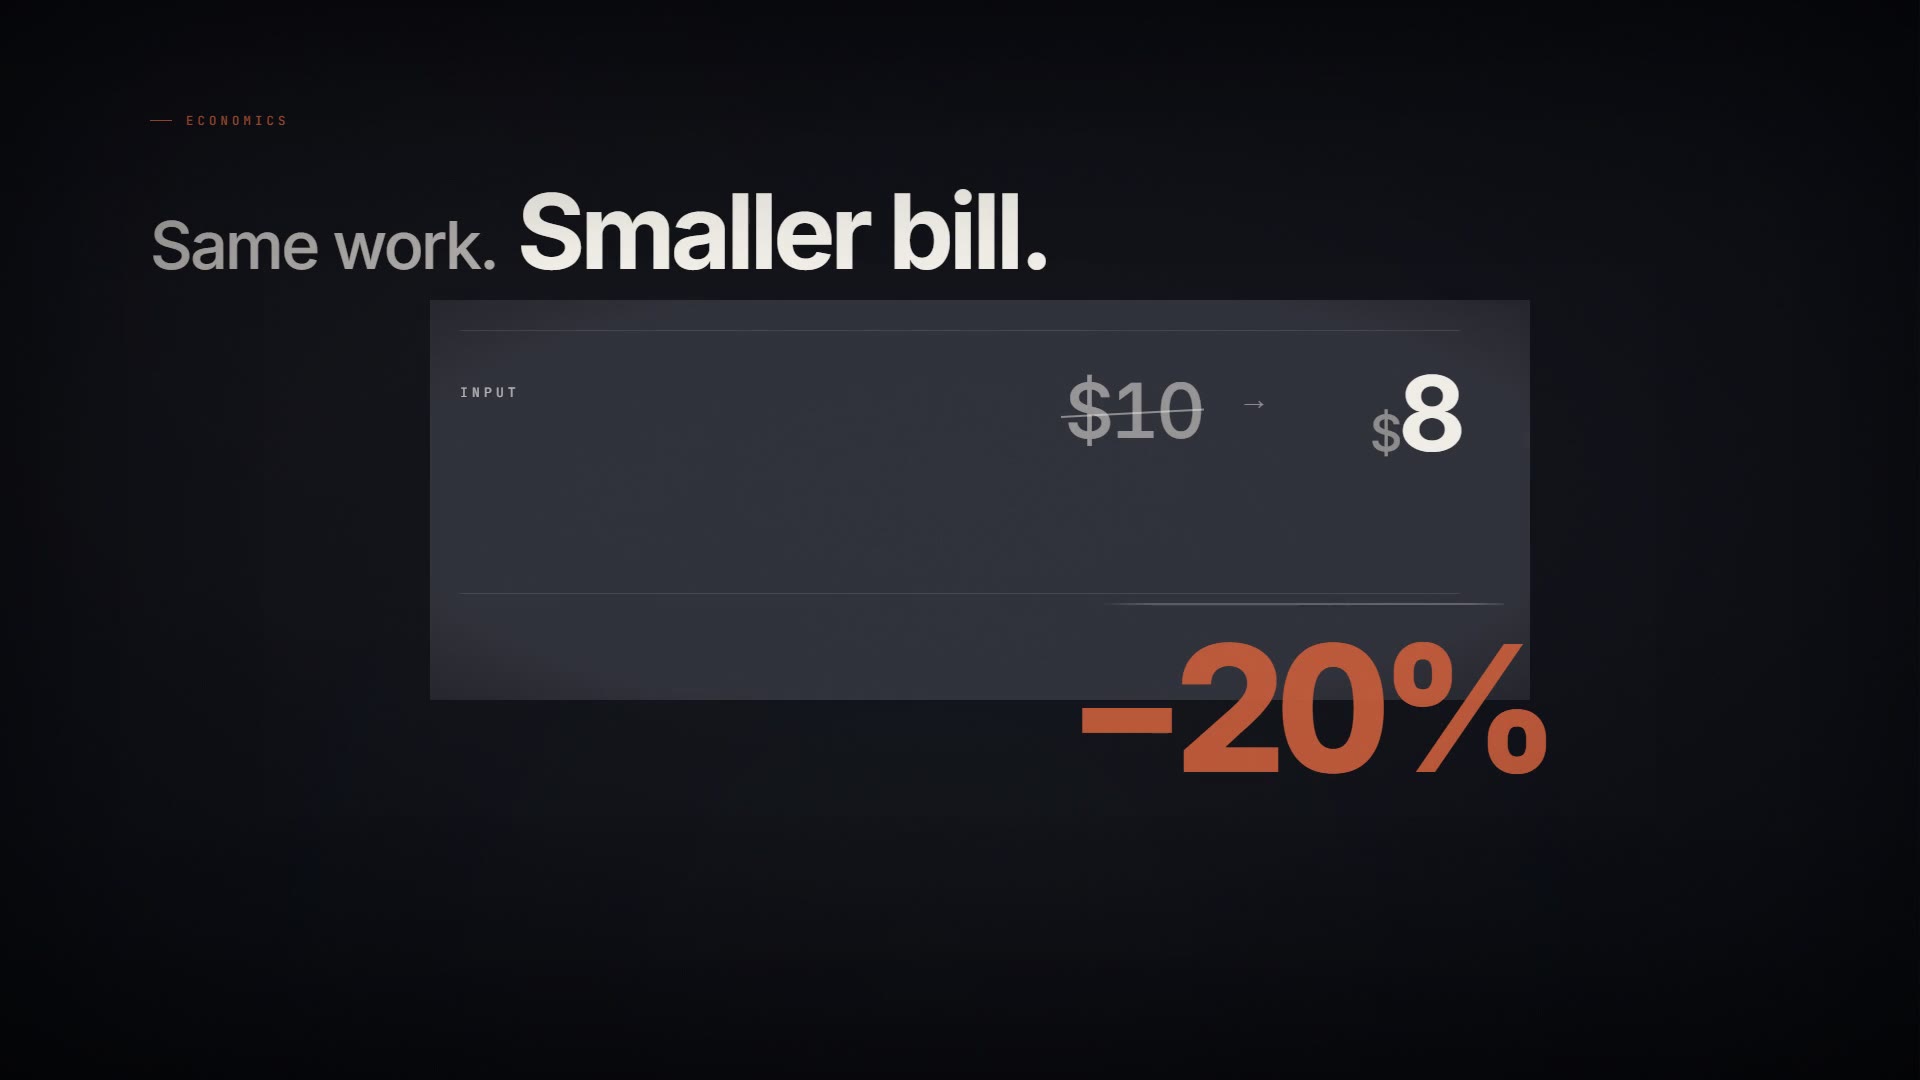 ECONOMICS
Same work. Smaller bill.
INPUT $10 → $8
–20%